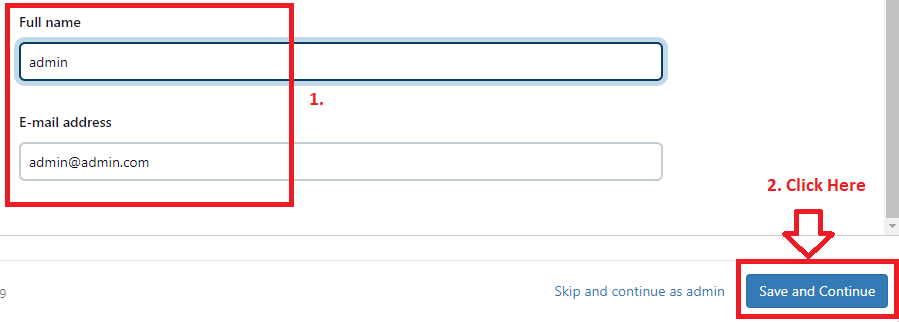 Full name
admin
1.
E-mail address
admin@admin.com
2. Click Here
9
Skip and continue as admin
Save and Continue